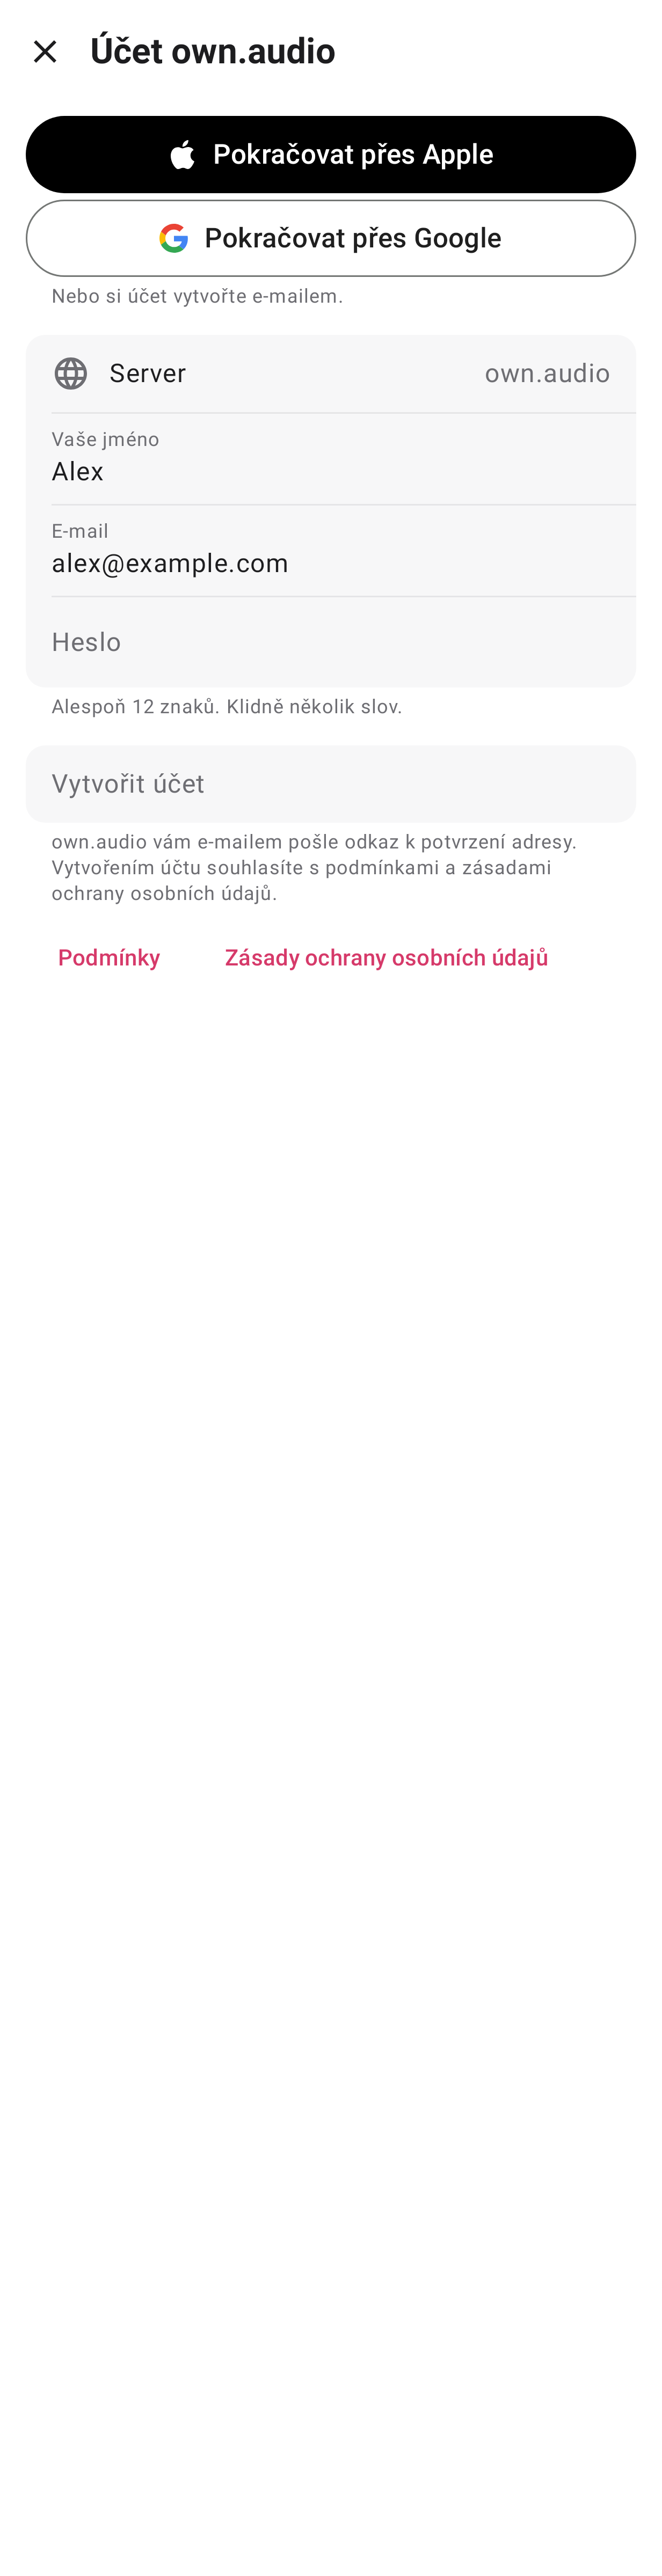 Účet own.audio
Pokračovat přes Apple
Pokračovat přes Google
Nebo si účet vytvořte e-mailem.
Server own.audio
Vaše jméno
Alex
E-mail
alex@example.com
Heslo
Alespoň 12 znaků. Klidně několik slov.
Vytvořit účet
own.audio vám e-mailem pošle odkaz k potvrzení adresy.
Vytvořením účtu souhlasíte s podmínkami a zásadami
ochrany osobních údajů.
Podmínky Zásady ochrany osobních údajů